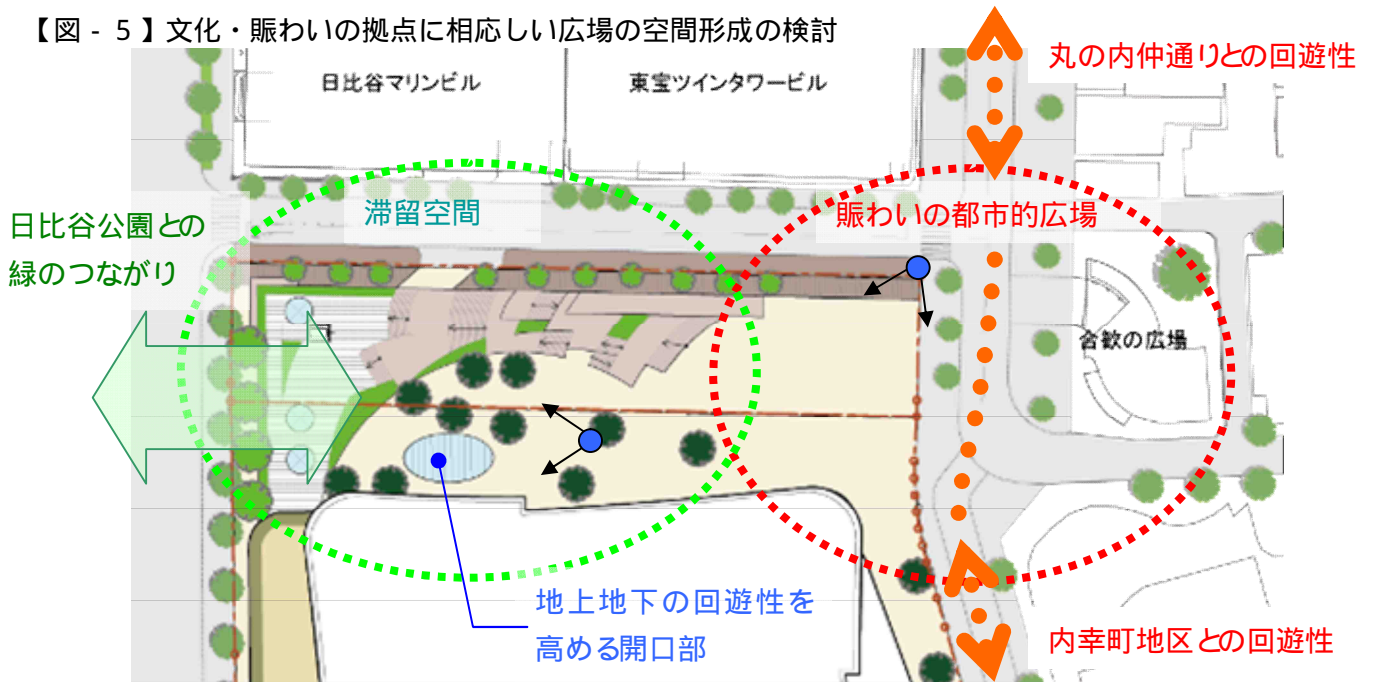 【図 - 5 】文化・賑わいの拠点に相応しい広場の空間形成の検討
丸の内仲通りとの回遊性
日比谷マリンビル
東宝ツインタワービル
滞留空間
賑わいの都市的広場
日比谷公園との
緑のつながり
合歓の広場
地上地下の回遊性を
高める開口部
内幸町地区との回遊性